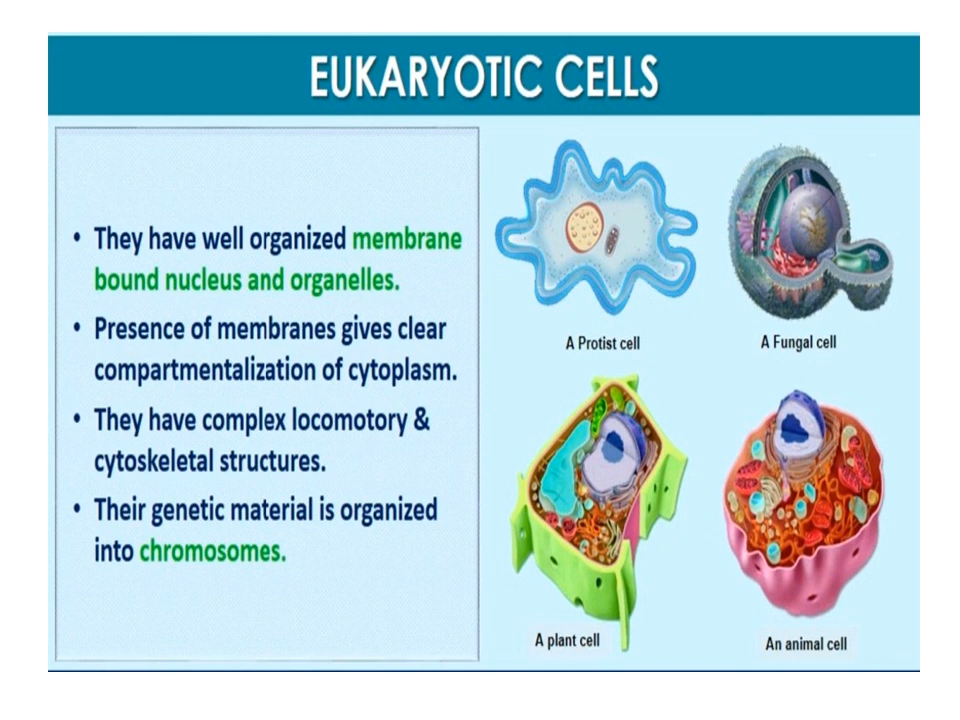 EUKARYOTIC CELLS
• They have well organized membrane
bound nucleus and organelles.
• Presence of membranes gives clear
compartmentalization of cytoplasm.
• They have complex locomotory &
cytoskeletal structures.
• Their genetic material is organized
into chromosomes.
A Protist cell
A Fungal cell
A plant cell
An animal cell